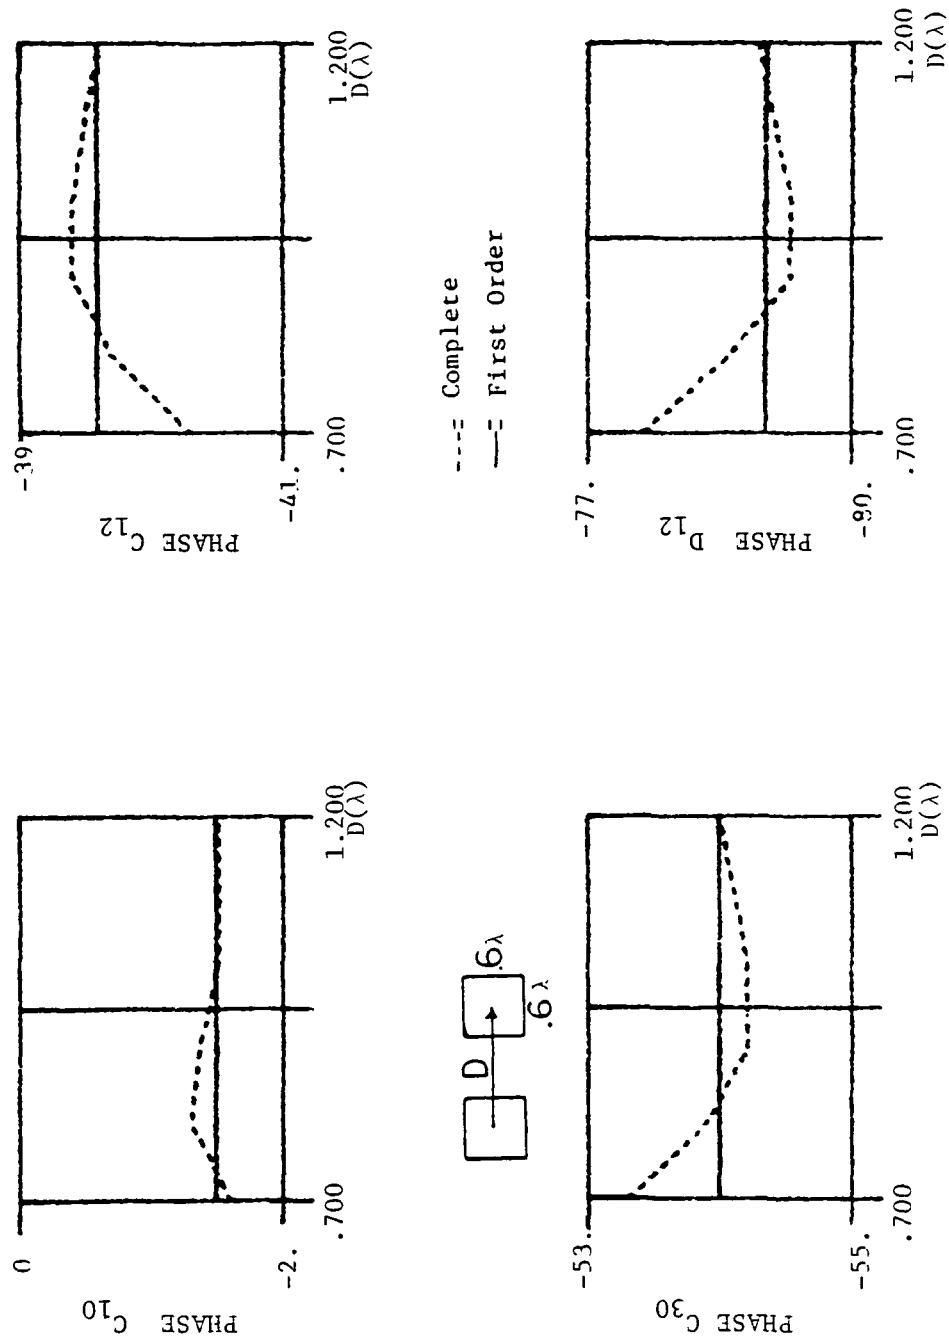 0
-2.
PHASE C10
.700
1.200
D(λ)
-39
-41.
PHASE C12
.700
1.200
D(λ)
D
.6λ
.6λ
---= Complete
—= First Order
-53.
-55.
PHASE C30
.700
1.200
D(λ)
-77.
PHASE D12
.700
1.200
D(λ)